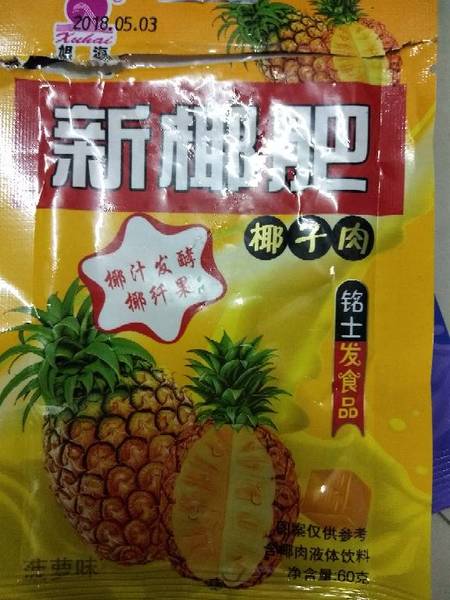 2018.05.03
Xuhai
旭海
新椰肥
椰子肉
椰汁发酵
椰纤果
铭士发食品
图案仅供参考
含椰肉液体饮料
净含量:60克
菠萝味